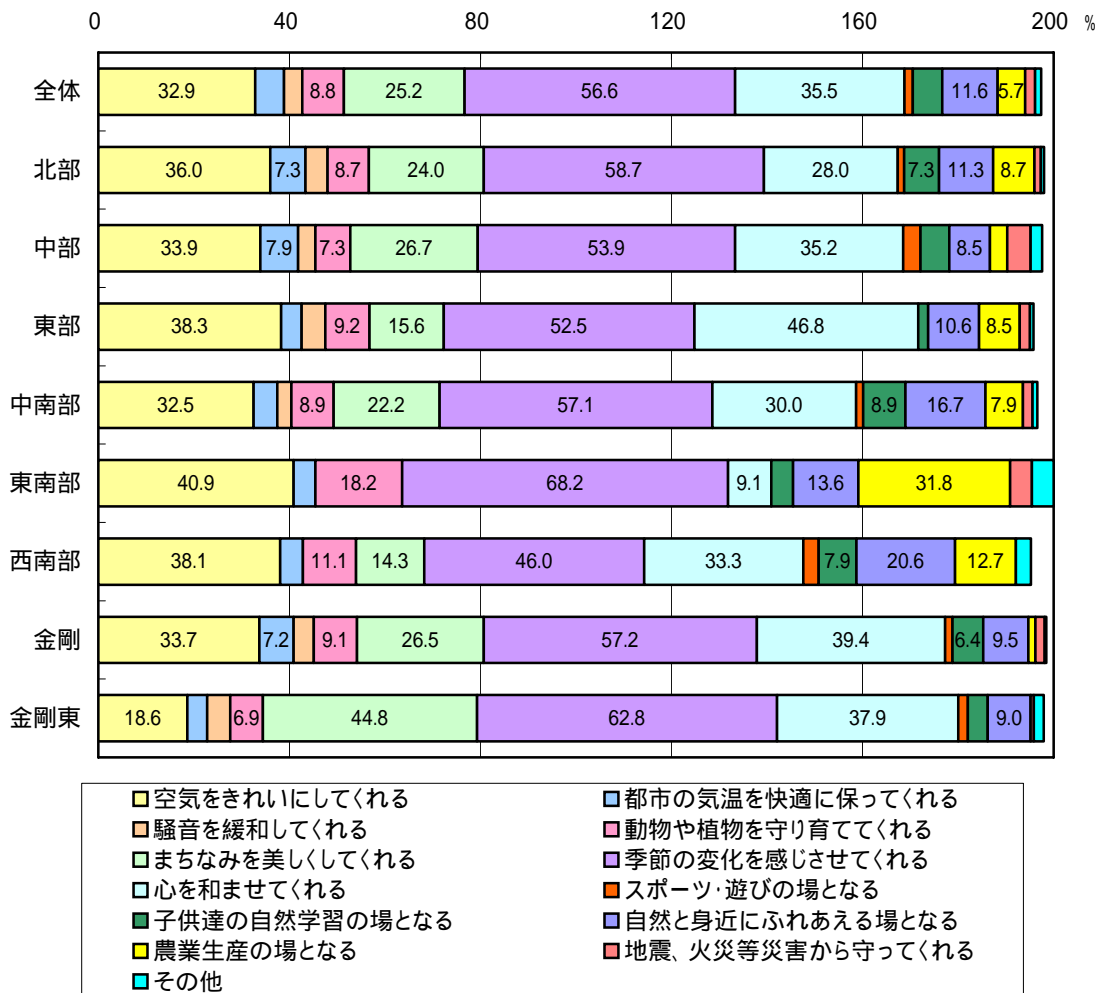 0 40 80 120 160 200 %
全体 32.9 8.8 25.2 56.6 35.5 11.6 5.7
北部 36.0 7.3 8.7 24.0 58.7 28.0 7.3 11.3 8.7
中部 33.9 7.9 7.3 26.7 53.9 35.2 8.5
東部 38.3 9.2 15.6 52.5 46.8 10.6 8.5
中南部 32.5 8.9 22.2 57.1 30.0 8.9 16.7 7.9
東南部 40.9 18.2 68.2 9.1 13.6 31.8
西南部 38.1 11.1 14.3 46.0 33.3 7.9 20.6 12.7
金剛 33.7 7.2 9.1 26.5 57.2 39.4 6.4 9.5
金剛東 18.6 6.9 44.8 62.8 37.9 9.0
空気をきれいにしてくれる 都市の気温を快適に保ってくれる
騒音を緩和してくれる 動物や植物を守り育ててくれる
まちなみを美しくしてくれる 季節の変化を感じさせてくれる
心を和ませてくれる スポーツ・遊びの場となる
子供達の自然学習の場となる 自然と身近にふれあえる場となる
農業生産の場となる 地震、火災等災害から守ってくれる
その他